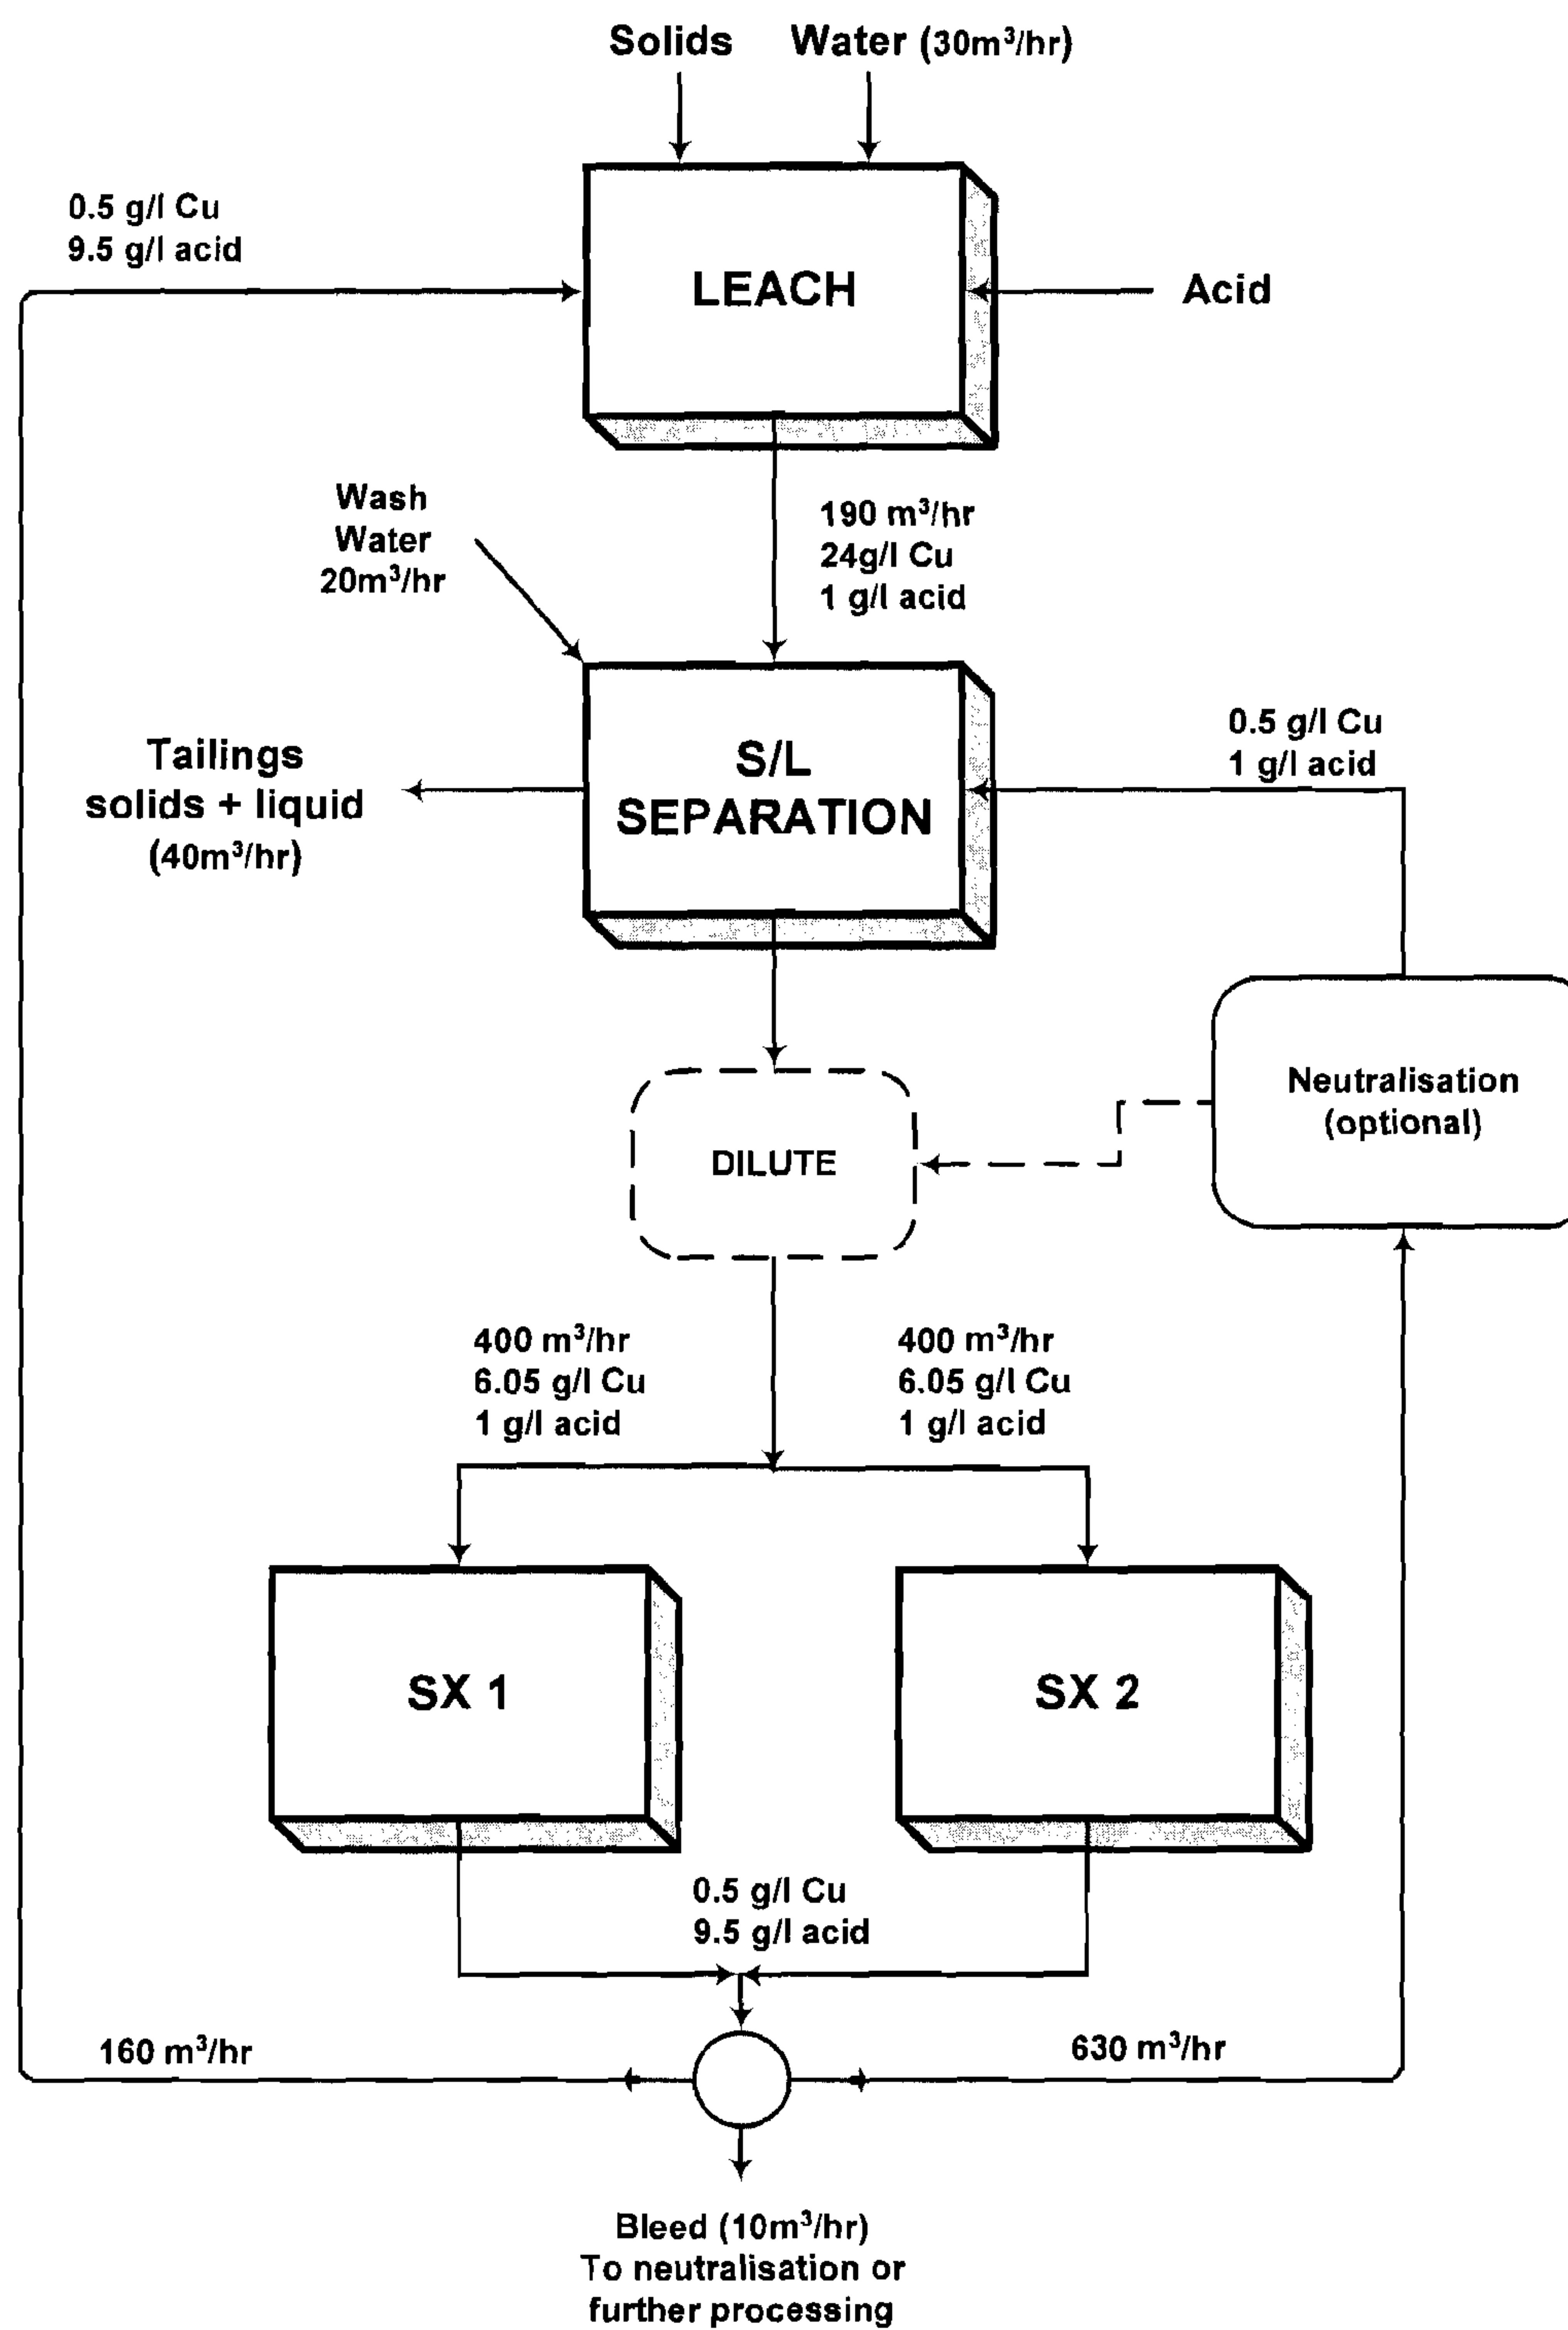 Solids
Water (30m³/hr)
0.5 g/l Cu
9.5 g/l acid
LEACH
Acid
Wash
Water
20m³/hr
190 m³/hr
24g/l Cu
1 g/l acid
Tailings
solids + liquid
(40m³/hr)
S/L
SEPARATION
0.5 g/l Cu
1 g/l acid
Neutralisation
(optional)
DILUTE
400 m³/hr
6.05 g/l Cu
1 g/l acid
400 m³/hr
6.05 g/l Cu
1 g/l acid
SX 1
SX 2
0.5 g/l Cu
9.5 g/l acid
160 m³/hr
630 m³/hr
Bleed (10m³/hr)
To neutralisation or
further processing